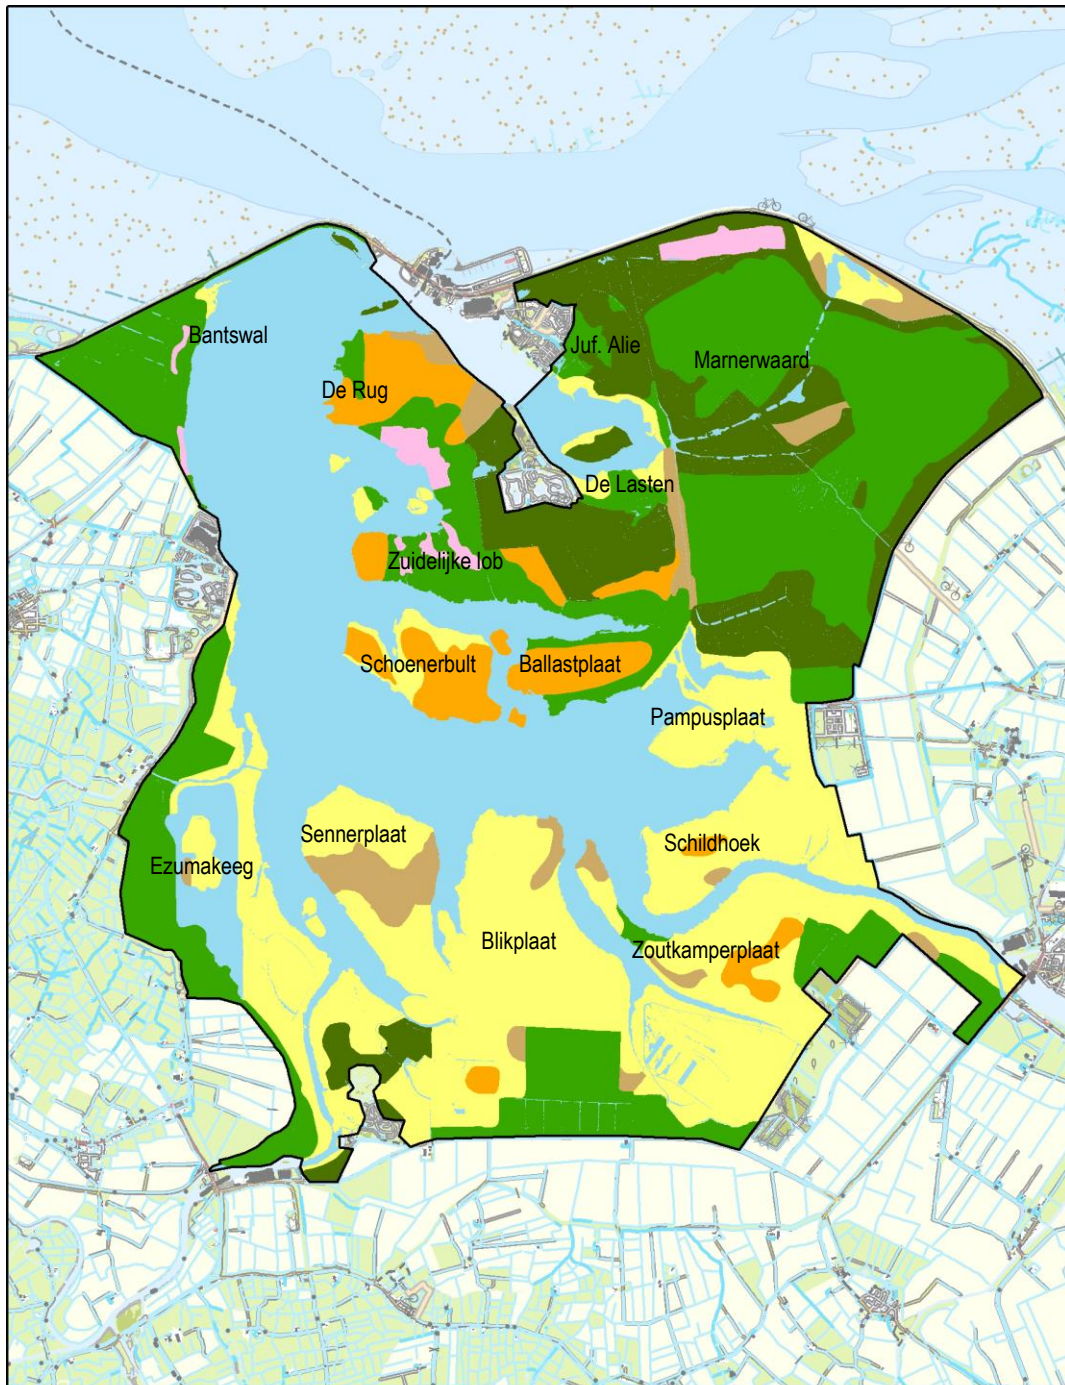 Bantswal
Juf. Alie
Marnerwaard
De Rug
De Lasten
Zuidelijke lob
Schoenerbult
Ballastplaat
Pampusplaat
Sennerplaat
Schildhoek
Ezumakeeg
Blikplaat
Zoutkamperplaat